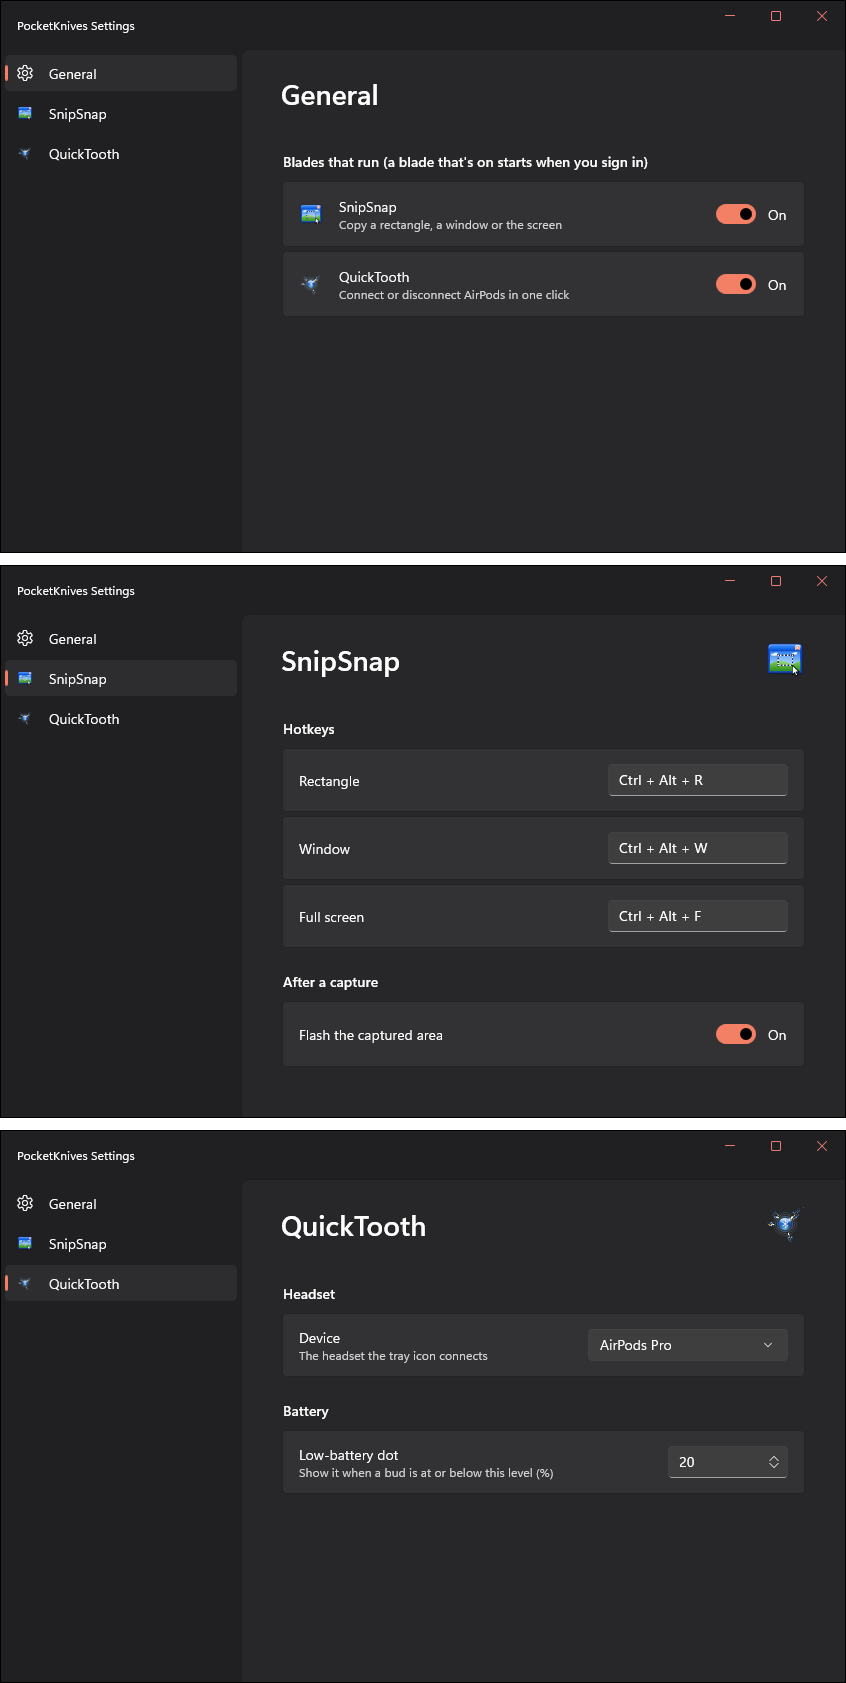 PocketKnives Settings
General
SnipSnap
QuickTooth
General
Blades that run (a blade that's on starts when you sign in)
SnipSnap
Copy a rectangle, a window or the screen
On
QuickTooth
Connect or disconnect AirPods in one click
On
PocketKnives Settings
General
SnipSnap
QuickTooth
SnipSnap
Hotkeys
Rectangle
Ctrl + Alt + R
Window
Ctrl + Alt + W
Full screen
Ctrl + Alt + F
After a capture
Flash the captured area
On
PocketKnives Settings
General
SnipSnap
QuickTooth
QuickTooth
Headset
Device
The headset the tray icon connects
AirPods Pro
Battery
Low-battery dot
Show it when a bud is at or below this level (%)
20